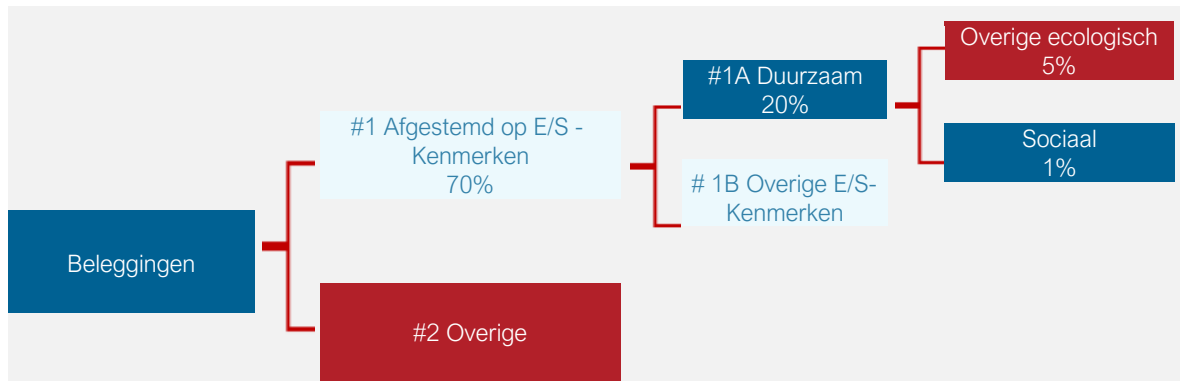 Beleggingen
#1 Afgestemd op E/S -
Kenmerken
70%
#2 Overige
#1A Duurzaam
20%
# 1B Overige E/S-
Kenmerken
Overige ecologisch
5%
Sociaal
1%